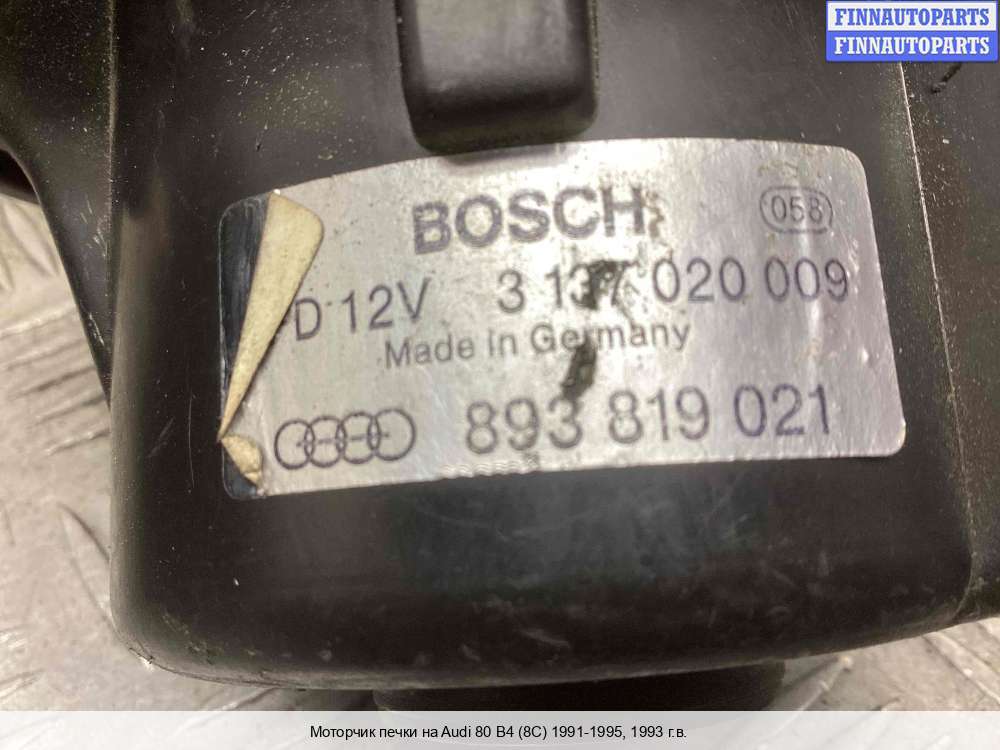 FINNAUTOPARTS
FINNAUTOPARTS
BOSCH 058
D 12V 3 137 020 009
Made in Germany
893 819 021
Моторчик печки на Audi 80 B4 (8C) 1991-1995, 1993 г.в.